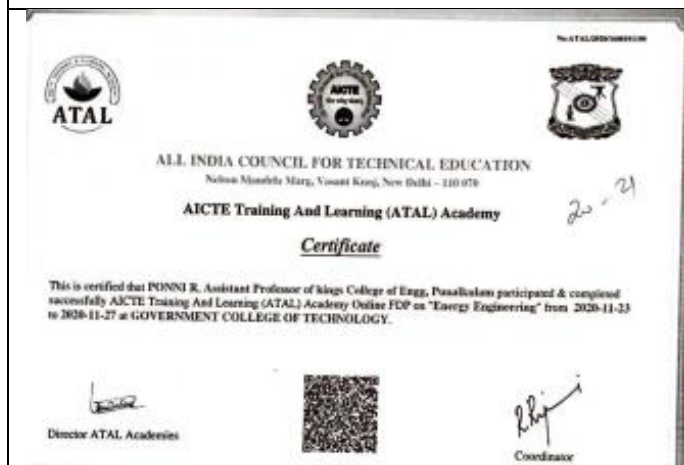 ATAL
AICTE
ALL INDIA COUNCIL FOR TECHNICAL EDUCATION
Nelson Mandela Marg, Vasant Kunj, New Delhi – 110 070
AICTE Training And Learning (ATAL) Academy
20 - 21
Certificate
This is certified that PONNI R, Assistant Professor of kings College of Engg, Punalkulam participated & completed
successfully AICTE Training And Learning (ATAL) Academy Online FDP on "Energy Engineering" from 2020-11-23
to 2020-11-27 at GOVERNMENT COLLEGE OF TECHNOLOGY.
Director ATAL Academies
Coordinator